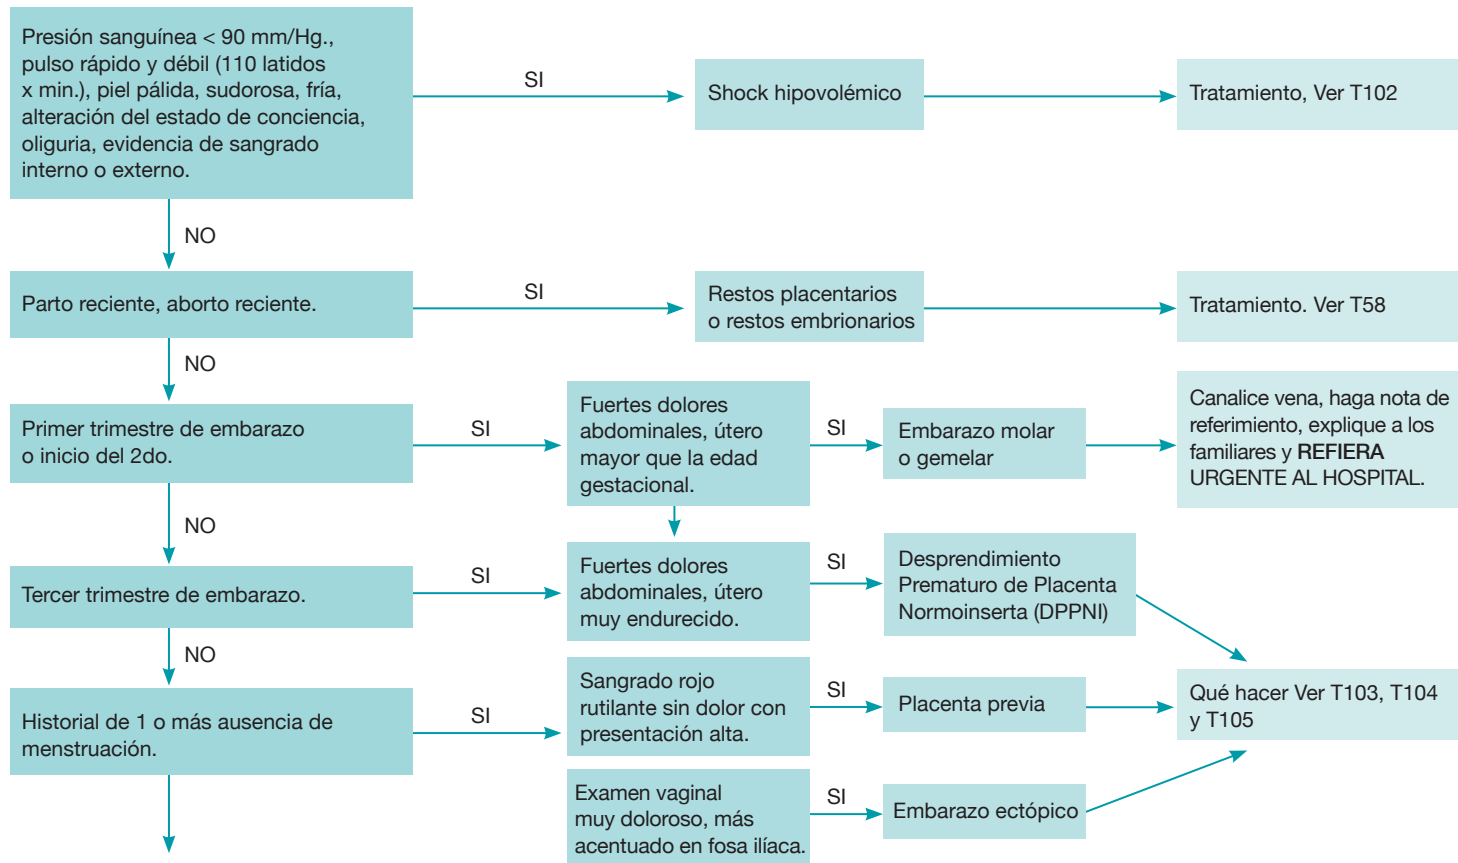 Presión sanguínea < 90 mm/Hg.,
pulso rápido y débil (110 latidos
x min.), piel pálida, sudorosa, fría,
alteración del estado de conciencia,
oliguria, evidencia de sangrado
interno o externo.
SI
Shock hipovolémico
Tratamiento, Ver T102
NO
Parto reciente, aborto reciente.
SI
Restos placentarios
o restos embrionarios
Tratamiento. Ver T58
NO
Primer trimestre de embarazo
o inicio del 2do.
SI
Fuertes dolores
abdominales, útero
mayor que la edad
gestacional.
SI
Embarazo molar
o gemelar
Canalice vena, haga nota de
referimiento, explique a los
familiares y REFIERA
URGENTE AL HOSPITAL.
NO
Tercer trimestre de embarazo.
SI
Fuertes dolores
abdominales, útero
muy endurecido.
SI
Desprendimiento
Prematuro de Placenta
Normoinserta (DPPNI)
NO
Historial de 1 o más ausencia de
menstruación.
SI
Sangrado rojo
rutilante sin dolor con
presentación alta.
SI
Placenta previa
Qué hacer Ver T103, T104
y T105
Examen vaginal
muy doloroso, más
acentuado en fosa ilíaca.
SI
Embarazo ectópico